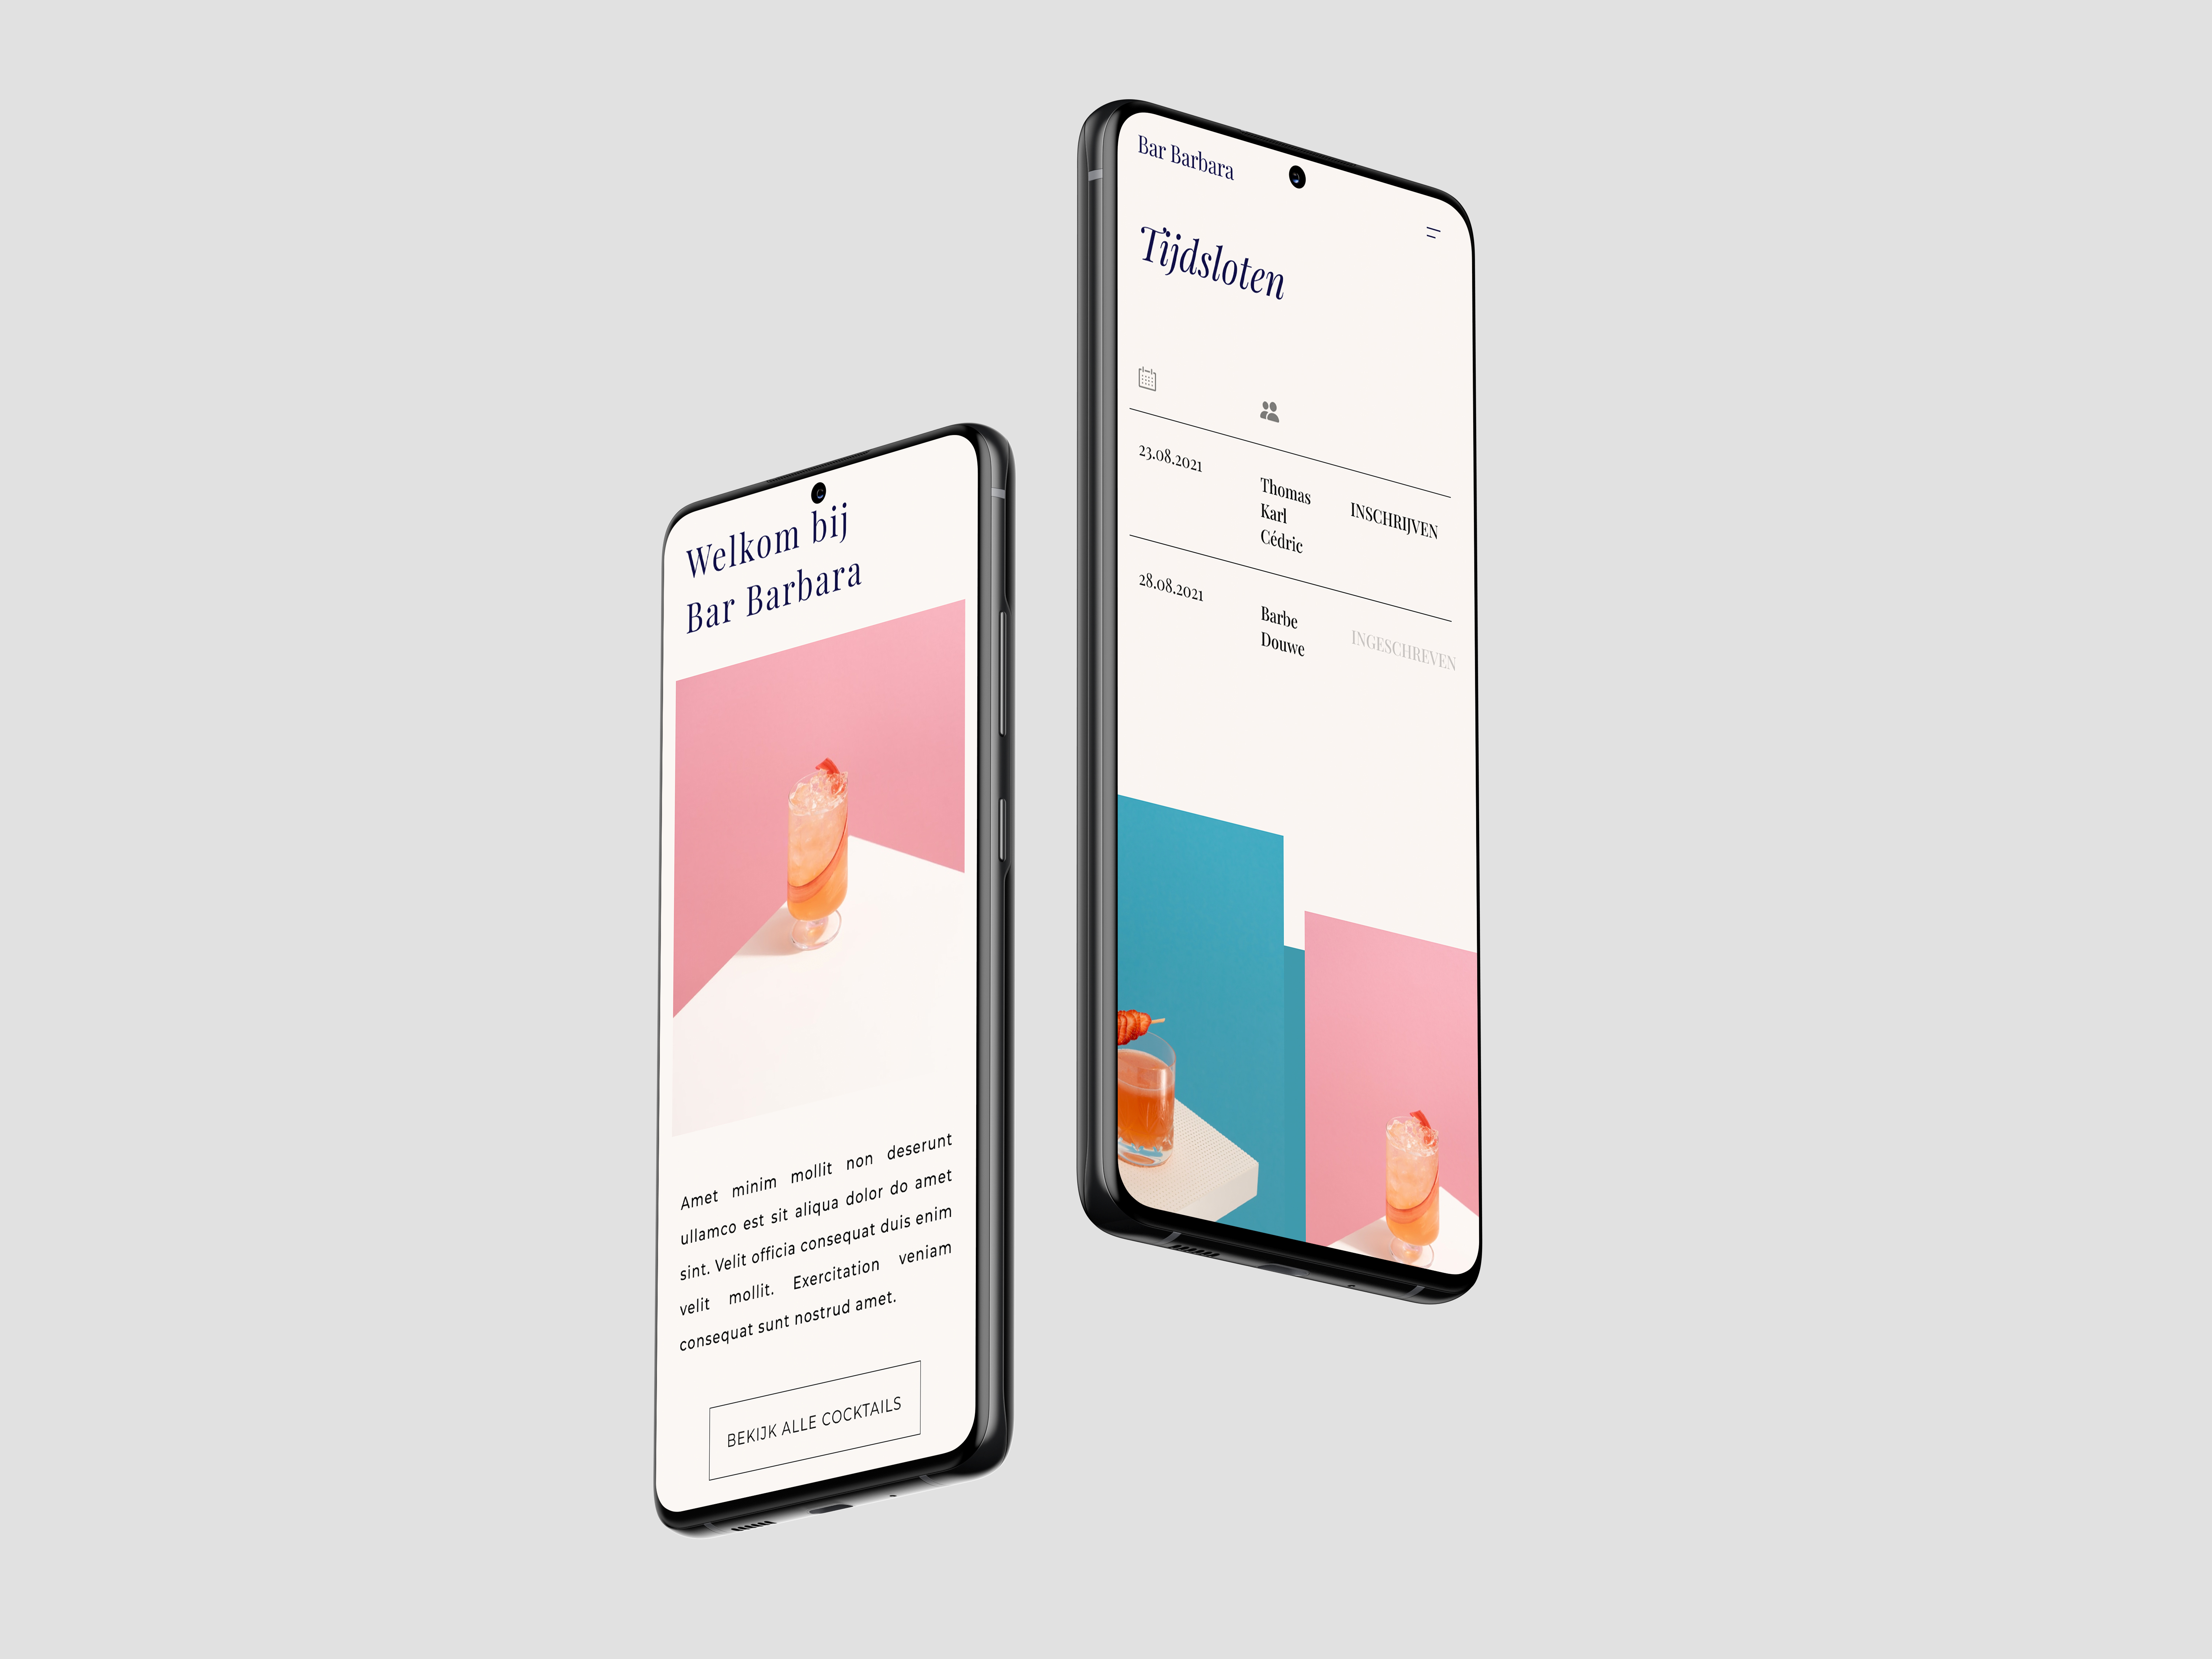 Welkom bij
Bar Barbara
Amet minim mollit non deserunt
ullamco est sit aliqua dolor do amet
sint. Velit officia consequat duis enim
velit mollit. Exercitation veniam
consequat sunt nostrud amet.
BEKIJK ALLE COCKTAILS
Bar Barbara
Tijdsloten
23.08.2021
Thomas
Karl
Cédric
INSCHRIJVEN
28.08.2021
Barbe
Douwe
INGESCHREVEN